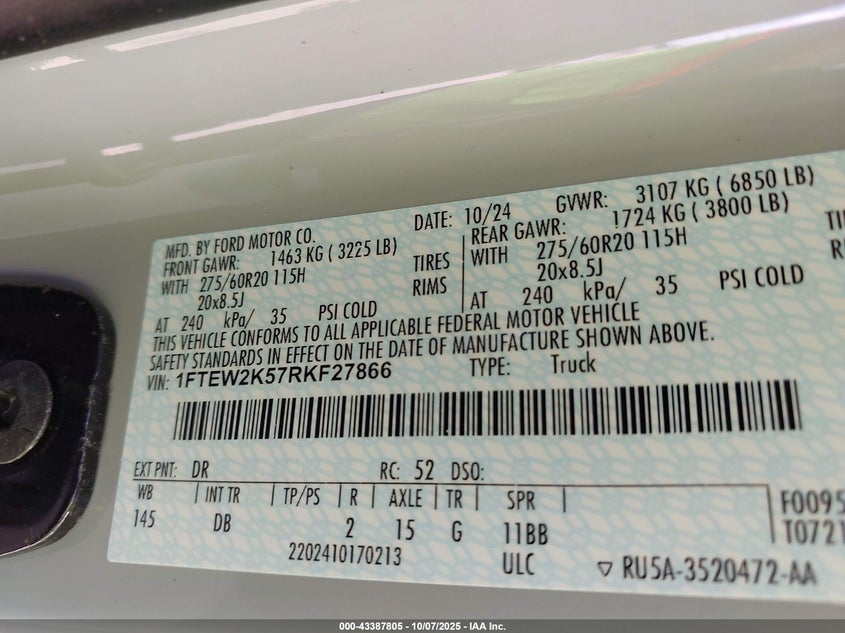 MFD. BY FORD MOTOR CO. DATE: 10/24 GVWR: 3107 KG ( 6850 LB)
FRONT GAWR: 1463 KG ( 3225 LB) REAR GAWR: 1724 KG ( 3800 LB)
WITH 275/60R20 115H TIRES WITH 275/60R20 115H
20x8.5J RIMS 20x8.5J
AT 240 kPa/ 35 PSI COLD AT 240 kPa/ 35 PSI COLD
THIS VEHICLE CONFORMS TO ALL APPLICABLE FEDERAL MOTOR VEHICLE
SAFETY STANDARDS IN EFFECT ON THE DATE OF MANUFACTURE SHOWN ABOVE.
VIN: 1FTEW2K57RKF27866 TYPE: Truck
EXT PNT: DR RC: 52 DSO:
WB INT TR TP/PS R AXLE TR SPR
145 DB 2 15 G 11BB
2202410170213 ULC ▽ RU5A-3520472-AA
F0095
T0721
000-43387805 - 10/07/2025 - IAA Inc.